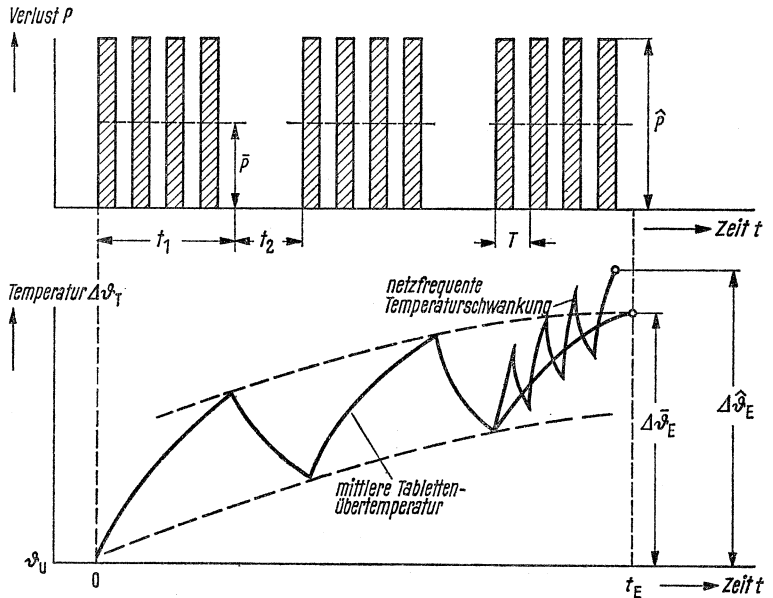 Verlust P
P̄
P̂
t₁
t₂
T
Zeit t
netzfrequente
Temperaturschwankung
Temperatur Δϑ_T
Δϑ̄_E
Δϑ̂_E
mittlere Tabletten-
übertemperatur
ϑ_U
0
t_E
Zeit t